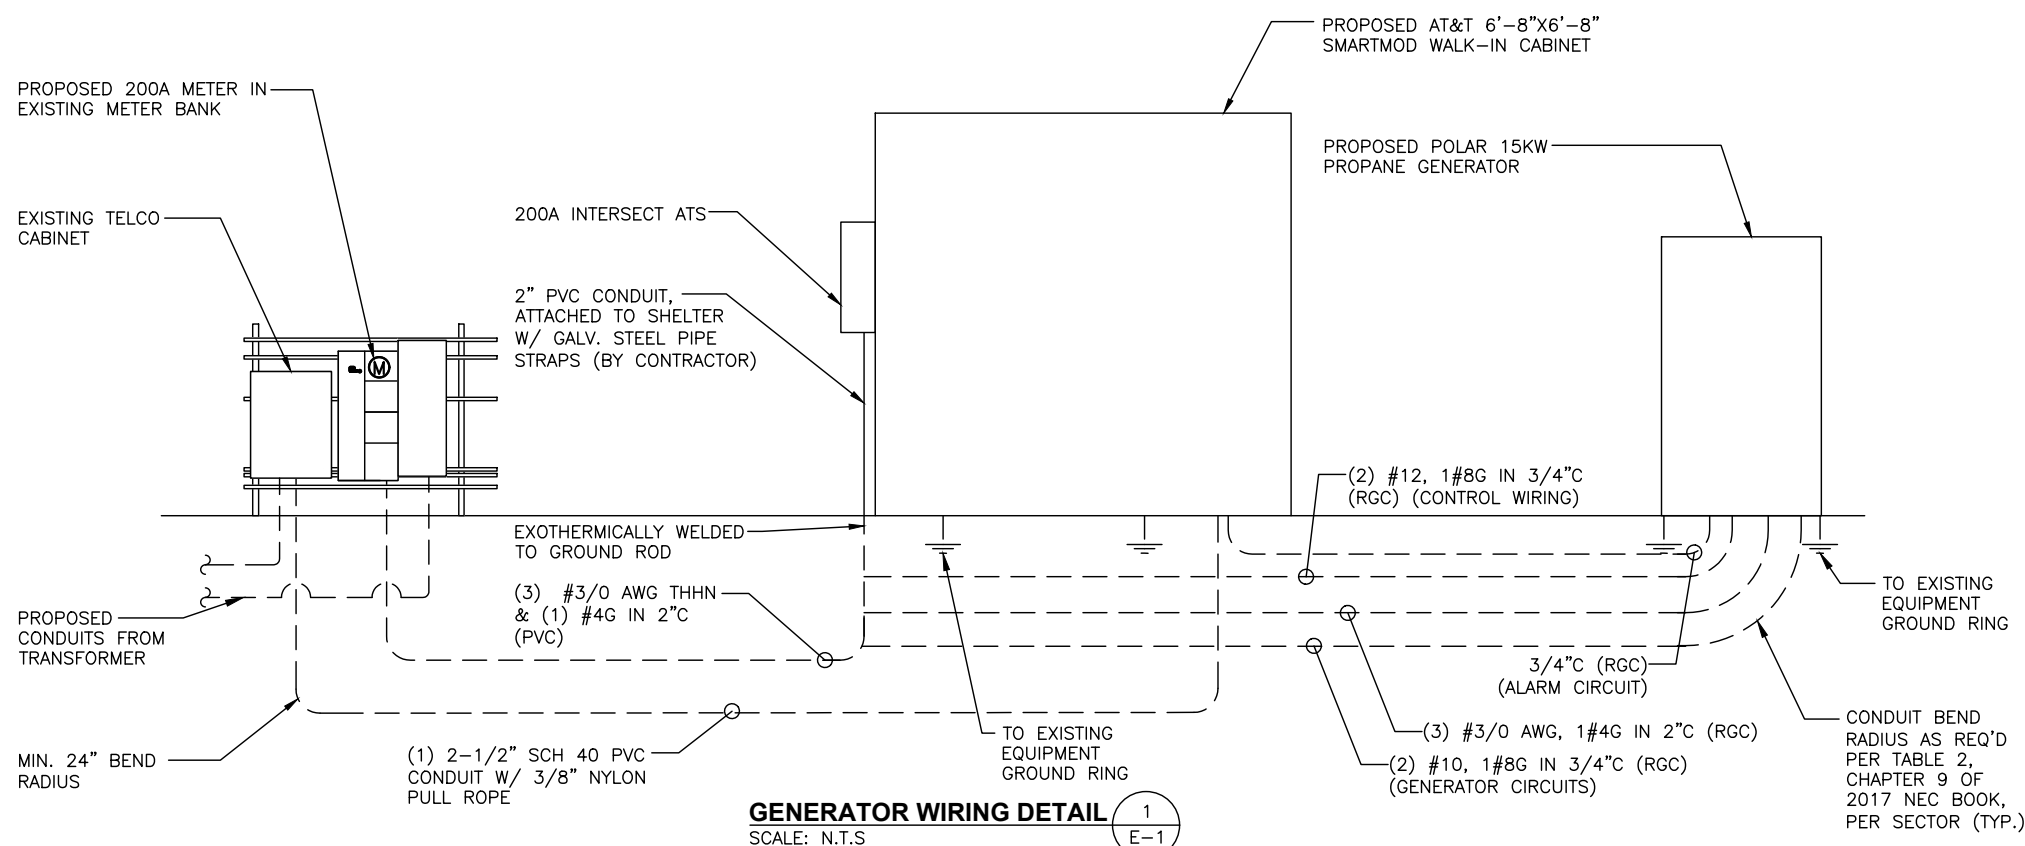 PROPOSED AT&T 6'-8"X6'-8"
SMARTMOD WALK-IN CABINET
PROPOSED 200A METER IN
EXISTING METER BANK
PROPOSED POLAR 15KW
PROPANE GENERATOR
EXISTING TELCO
CABINET
200A INTERSECT ATS
2" PVC CONDUIT,
ATTACHED TO SHELTER
W/ GALV. STEEL PIPE
STRAPS (BY CONTRACTOR)
M
(2) #12, 1#8G IN 3/4"C
(RGC) (CONTROL WIRING)
EXOTHERMICALLY WELDED
TO GROUND ROD
(3) #3/0 AWG THHN
& (1) #4G IN 2"C
(PVC)
PROPOSED
CONDUITS FROM
TRANSFORMER
TO EXISTING
EQUIPMENT
GROUND RING
3/4"C (RGC)
(ALARM CIRCUIT)
MIN. 24" BEND
RADIUS
(1) 2-1/2" SCH 40 PVC
CONDUIT W/ 3/8" NYLON
PULL ROPE
TO EXISTING
EQUIPMENT
GROUND RING
(3) #3/0 AWG, 1#4G IN 2"C (RGC)
(2) #10, 1#8G IN 3/4"C (RGC)
(GENERATOR CIRCUITS)
CONDUIT BEND
RADIUS AS REQ'D
PER TABLE 2,
CHAPTER 9 OF
2017 NEC BOOK,
PER SECTOR (TYP.)
GENERATOR WIRING DETAIL
SCALE: N.T.S
1
E-1